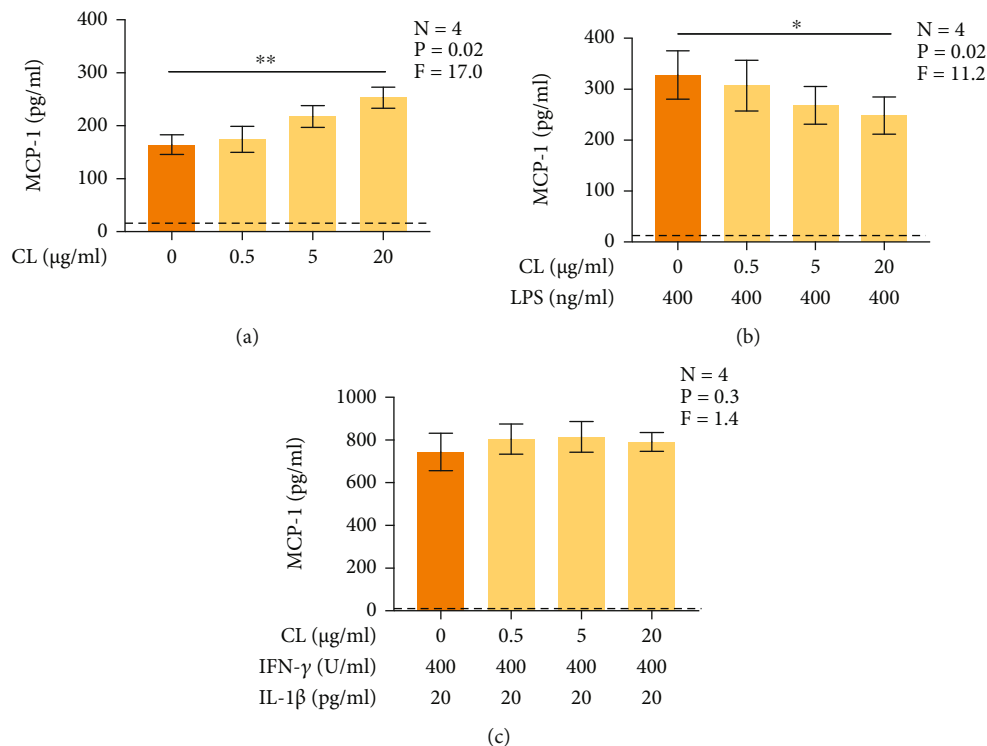 400
300
200
100
0
MCP-1 (pg/ml)
**
N = 4
P = 0.02
F = 17.0
CL (µg/ml) 0 0.5 5 20
(a)
400
300
200
100
0
MCP-1 (pg/ml)
*
N = 4
P = 0.02
F = 11.2
CL (µg/ml) 0 0.5 5 20
LPS (ng/ml) 400 400 400 400
(b)
1000
800
600
400
200
0
MCP-1 (pg/ml)
N = 4
P = 0.3
F = 1.4
CL (µg/ml) 0 0.5 5 20
IFN-γ (U/ml) 400 400 400 400
IL-1β (pg/ml) 20 20 20 20
(c)